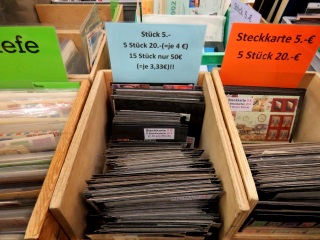 efe
Stück 5.-
5 Stück 20.-(=je 4 €)
15 Stück nur 50€
(=je 3,33€)!!!
Steckkarte 5.-€
5 Stück 20.-€